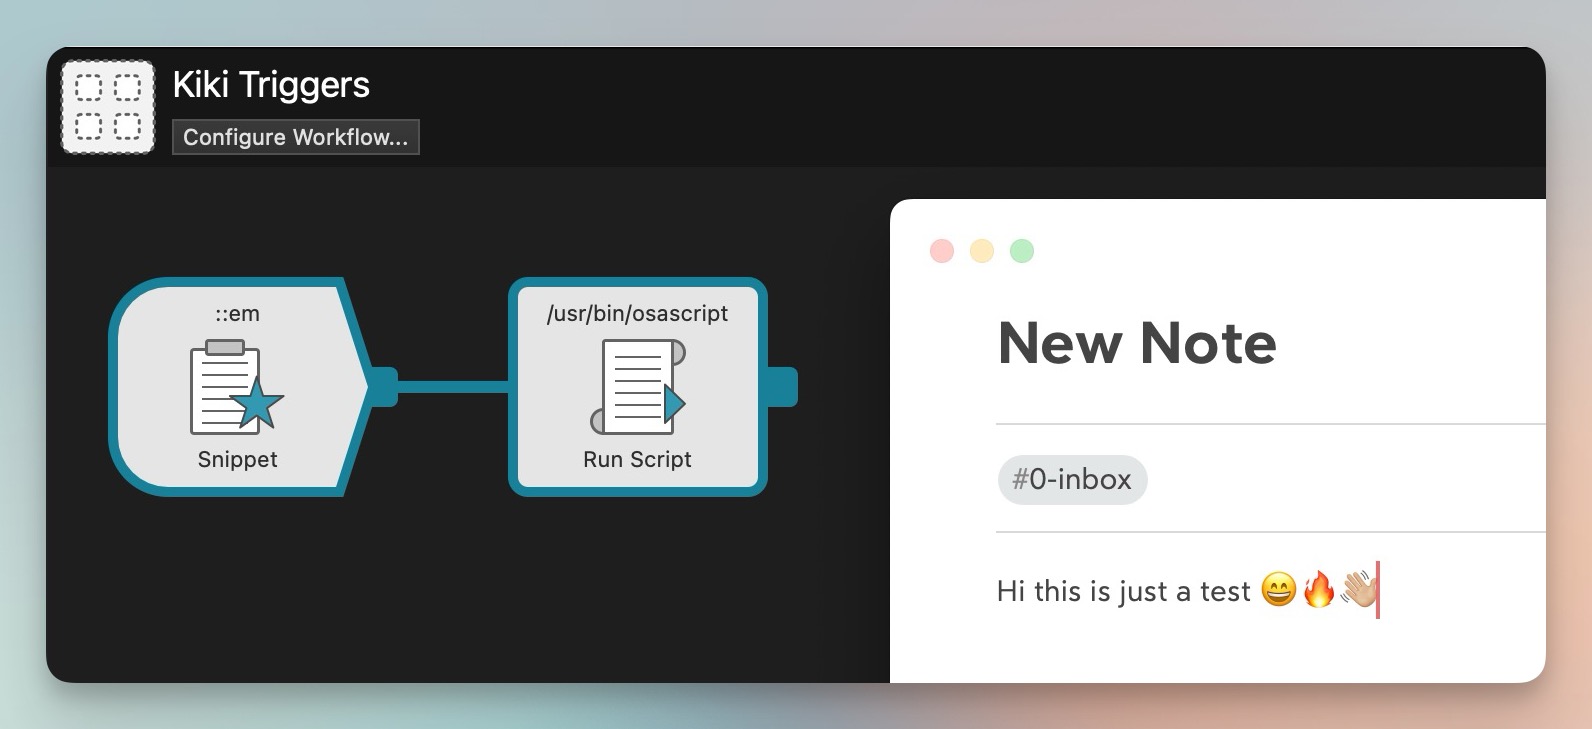 Kiki Triggers
Configure Workflow...
::em
Snippet
/usr/bin/osascript
Run Script
New Note
#0-inbox
Hi this is just a test 😄🔥👋🏼